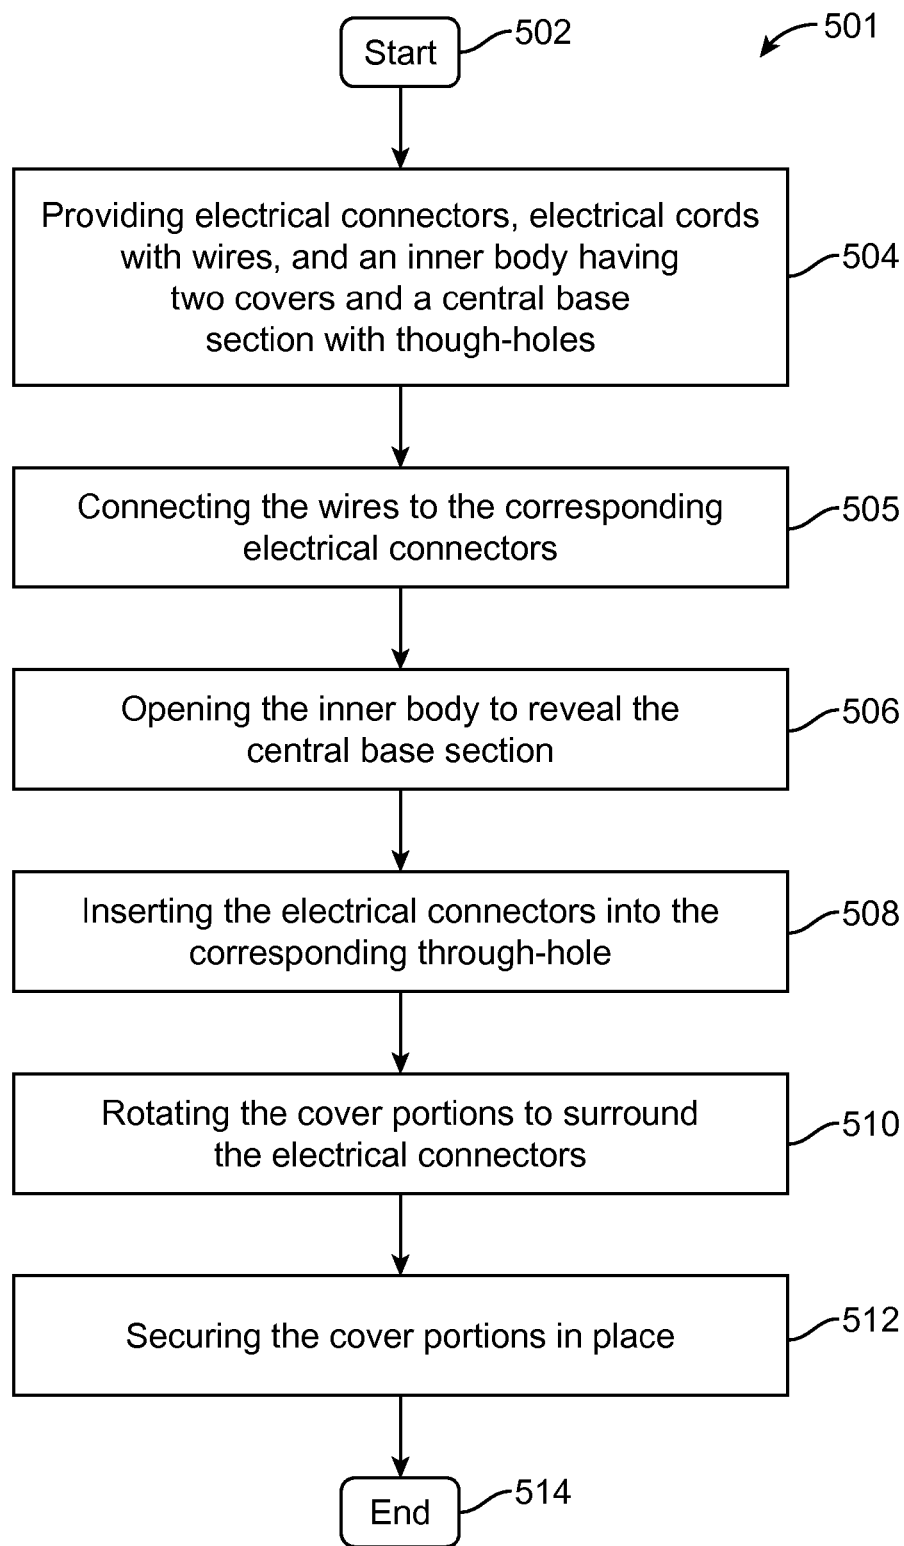 Start
502
501
Providing electrical connectors, electrical cords
with wires, and an inner body having
two covers and a central base
section with though-holes
504
Connecting the wires to the corresponding
electrical connectors
505
Opening the inner body to reveal the
central base section
506
Inserting the electrical connectors into the
corresponding through-hole
508
Rotating the cover portions to surround
the electrical connectors
510
Securing the cover portions in place
512
End
514